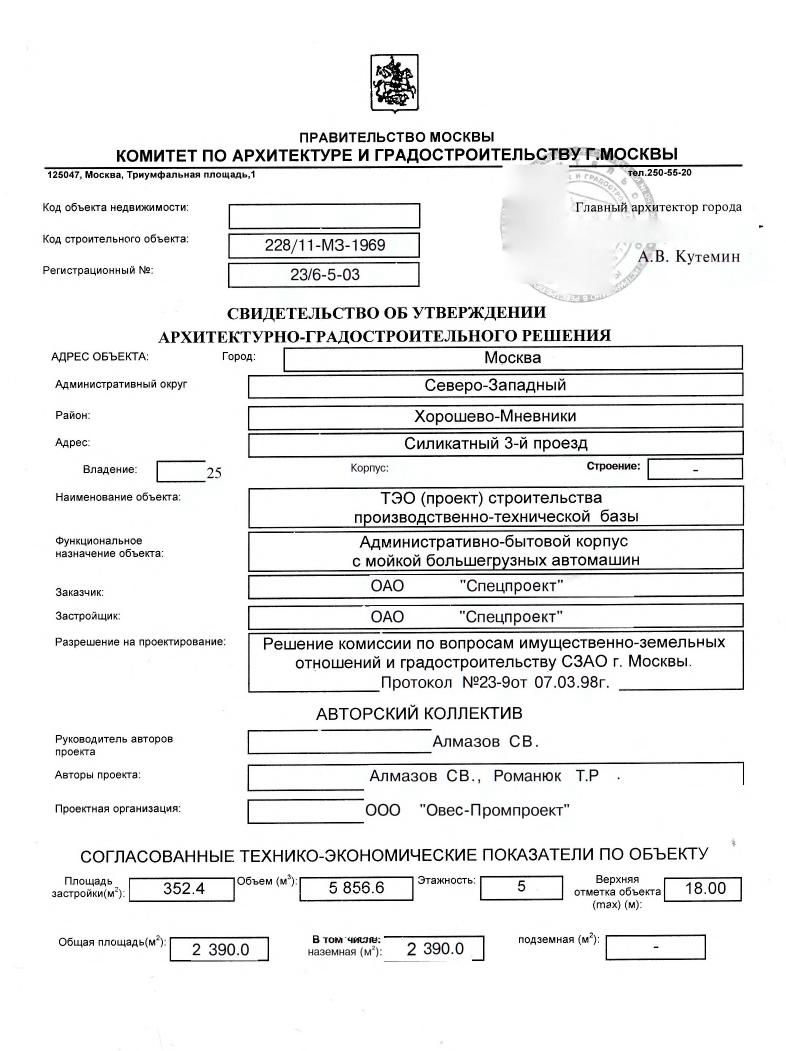 ПРАВИТЕЛЬСТВО МОСКВЫ
КОМИТЕТ ПО АРХИТЕКТУРЕ И ГРАДОСТРОИТЕЛЬСТВУ Г.МОСКВЫ
125047, Москва, Триумфальная площадь,1 тел.250-55-20
Код объекта недвижимости: Главный архитектор города
Код строительного объекта: 228/11-МЗ-1969
А.В. Кутемин
Регистрационный №: 23/6-5-03
СВИДЕТЕЛЬСТВО ОБ УТВЕРЖДЕНИИ
АРХИТЕКТУРНО-ГРАДОСТРОИТЕЛЬНОГО РЕШЕНИЯ
АДРЕС ОБЪЕКТА: Город: Москва
Административный округ Северо-Западный
Район: Хорошево-Мневники
Адрес: Силикатный 3-й проезд
Владение: 25 Корпус: Строение: -
Наименование объекта: ТЭО (проект) строительства
производственно-технической базы
Функциональное
назначение объекта: Административно-бытовой корпус
с мойкой большегрузных автомашин
Заказчик: ОАО "Спецпроект"
Застройщик: ОАО "Спецпроект"
Разрешение на проектирование: Решение комиссии по вопросам имущественно-земельных
отношений и градостроительству СЗАО г. Москвы.
Протокол №23-9от 07.03.98г.
АВТОРСКИЙ КОЛЛЕКТИВ
Руководитель авторов
проекта Алмазов СВ.
Авторы проекта: Алмазов СВ., Романюк Т.Р
Проектная организация: ООО "Овес-Промпроект"
СОГЛАСОВАННЫЕ ТЕХНИКО-ЭКОНОМИЧЕСКИЕ ПОКАЗАТЕЛИ ПО ОБЪЕКТУ
Площадь
застройки(м²): 352.4 Объем (м³): 5 856.6 Этажность: 5 Верхняя
отметка объекта
(max) (м): 18.00
Общая площадь(м²): 2 390.0 В том числе:
наземная (м²): 2 390.0 подземная (м²): -